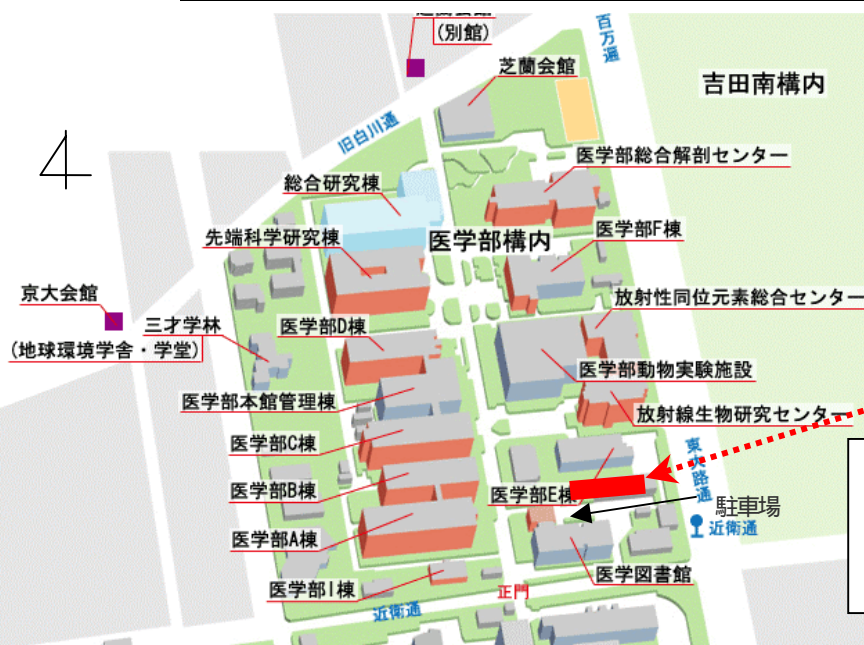 (別館)
百万遍
芝蘭会館
吉田南構内
旧白川通
医学部総合解剖センター
総合研究棟
先端科学研究棟
医学部構内
医学部F棟
京大会館
放射性同位元素総合センター
三才学林
(地球環境学舎・学堂)
医学部D棟
医学部動物実験施設
医学部本館管理棟
放射線生物研究センター
医学部C棟
東大路通
医学部B棟
医学部E棟
駐車場
近衛通
医学部A棟
医学図書館
医学部I棟
正門
近衛通